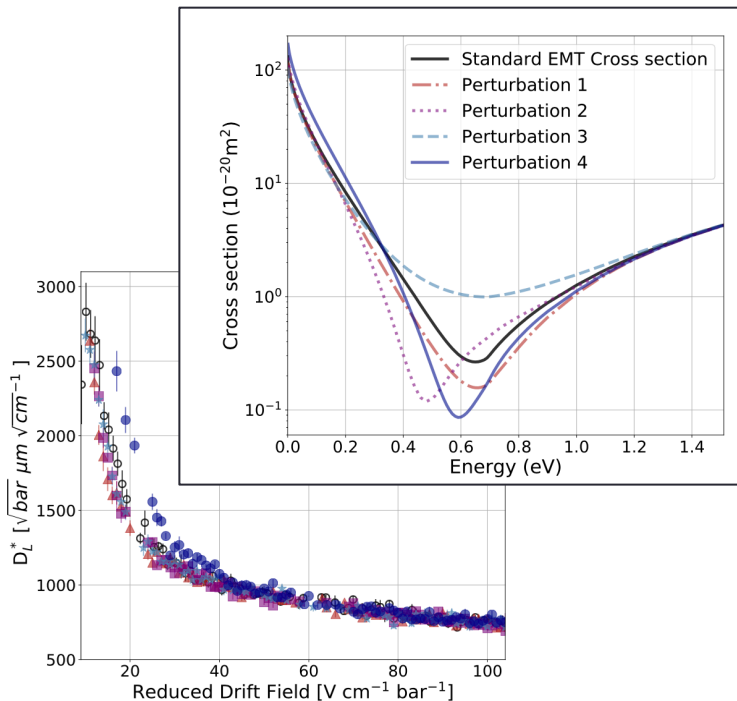 Standard EMT Cross section
Perturbation 1
Perturbation 2
Perturbation 3
Perturbation 4
Cross section (10⁻²⁰m²)
10²
10¹
10⁰
10⁻¹
0.0 0.2 0.4 0.6 0.8 1.0 1.2 1.4
Energy (eV)
D_L* [√bar μm √cm⁻¹]
3000
2500
2000
1500
1000
500
20 40 60 80 100
Reduced Drift Field [V cm⁻¹ bar⁻¹]